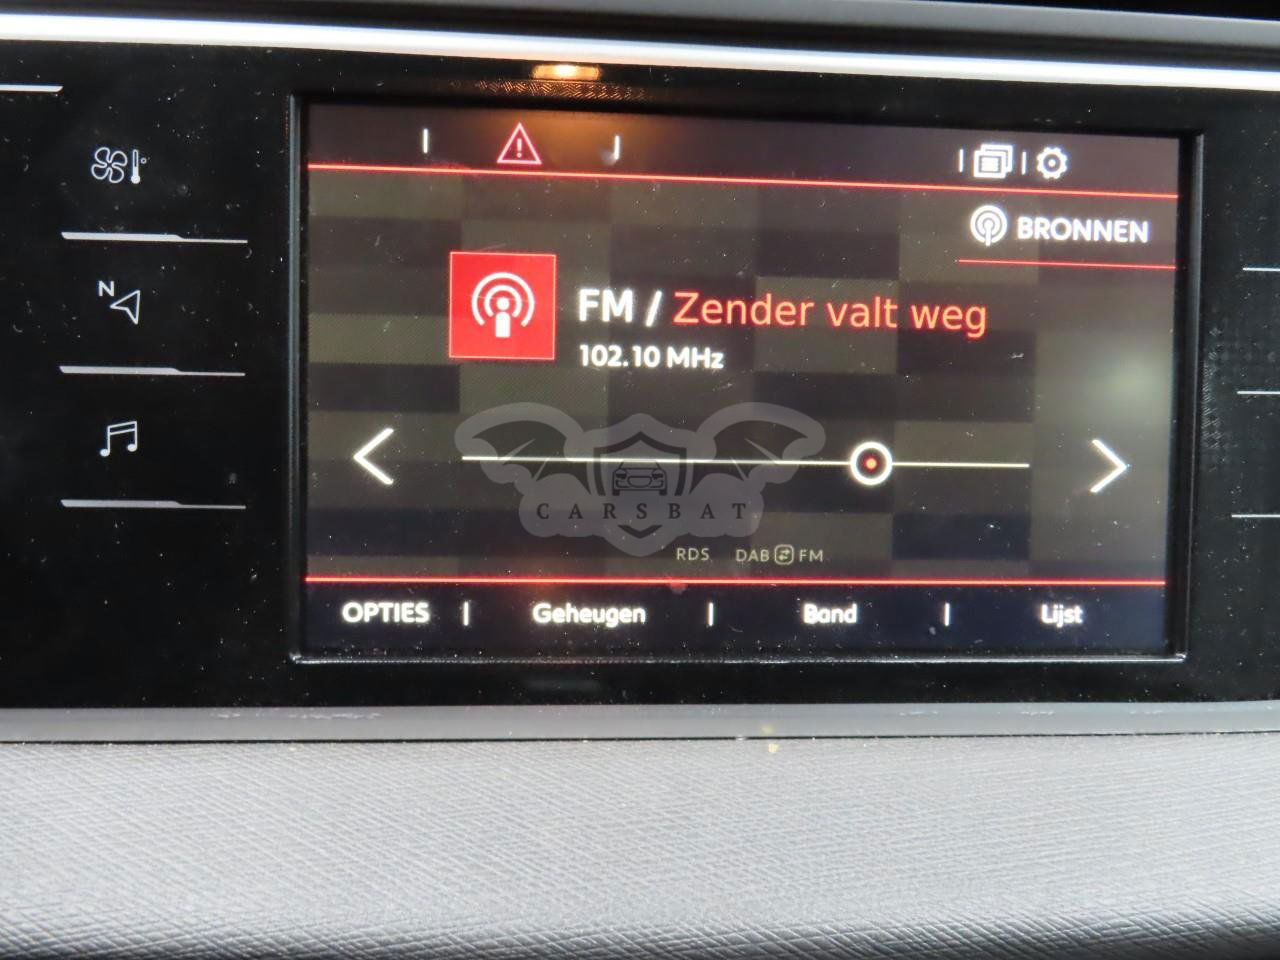 BRONNEN
N
FM / Zender valt weg
102.10 MHz
CARSBAT
RDS DAB FM
OPTIES | Geheugen | Band | Lijst